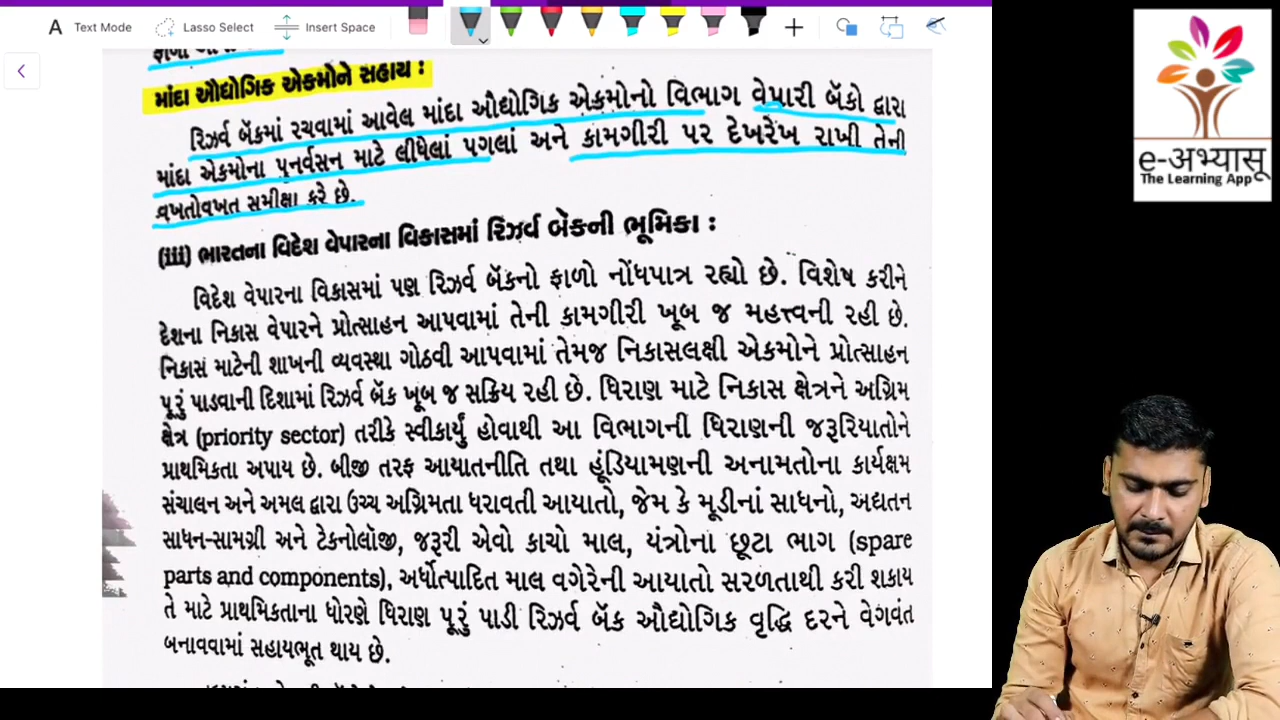 Text Mode
Lasso Select
Insert Space
માંદા ઔદ્યોગિક એકમોને સહાય :
રિઝર્વ બૅંકમાં રચવામાં આવેલ માંદા ઔદ્યોગિક એકમોનો વિભાગ વેપારી બૅંકો દ્વારા
માંદા એકમોના પુનર્વસન માટે લીધેલાં પગલાં અને કામગીરી પર દેખરેખ રાખી તેની
વખતોવખત સમીક્ષા કરે છે.
(iii) ભારતના વિદેશ વેપારના વિકાસમાં રિઝર્વ બૅંકની ભૂમિકા :
વિદેશ વેપારના વિકાસમાં પણ રિઝર્વ બૅંકનો ફાળો નોંધપાત્ર રહ્યો છે. વિશેષ કરીને
દેશના નિકાસ વેપારને પ્રોત્સાહન આપવામાં તેની કામગીરી ખૂબ જ મહત્ત્વની રહી છે.
નિકાસ માટેની શાખની વ્યવસ્થા ગોઠવી આપવામાં તેમજ નિકાસલક્ષી એકમોને પ્રોત્સાહન
પૂરું પાડવાની દિશામાં રિઝર્વ બૅંક ખૂબ જ સક્રિય રહી છે. ધિરાણ માટે નિકાસ ક્ષેત્રને અગ્રિમ
ક્ષેત્ર (priority sector) તરીકે સ્વીકાર્યું હોવાથી આ વિભાગની ધિરાણની જરૂરિયાતોને
પ્રાથમિકતા અપાય છે. બીજી તરફ આયાતનીતિ તથા હૂંડિયામણની અનામતોના કાર્યક્ષમ
સંચાલન અને અમલ દ્વારા ઉચ્ચ અગ્રિમતા ધરાવતી આયાતો, જેમ કે મૂડીનાં સાધનો, અદ્યતન
સાધન-સામગ્રી અને ટેકનોલૉજી, જરૂરી એવો કાચો માલ, યંત્રોના છૂટા ભાગ (spare
parts and components), અર્ધોત્પાદિત માલ વગેરેની આયાતો સરળતાથી કરી શકાય
તે માટે પ્રાથમિકતાના ધોરણે ધિરાણ પૂરું પાડી રિઝર્વ બૅંક ઔદ્યોગિક વૃદ્ધિ દરને વેગવંત
બનાવવામાં સહાયભૂત થાય છે.
e-અભ્યાસૂ
The Learning App